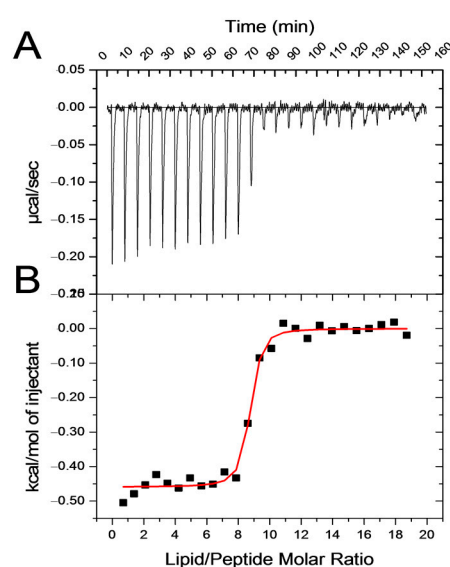 Time (min)
A
0 10 20 30 40 50 60 70 80 90 100 110 120 130 140 150 160
0.05
0.00
-0.05
-0.10
-0.15
-0.20
µcal/sec
B
0.00
-0.10
-0.20
-0.30
-0.40
-0.50
kcal/mol of injectant
0 2 4 6 8 10 12 14 16 18 20
Lipid/Peptide Molar Ratio